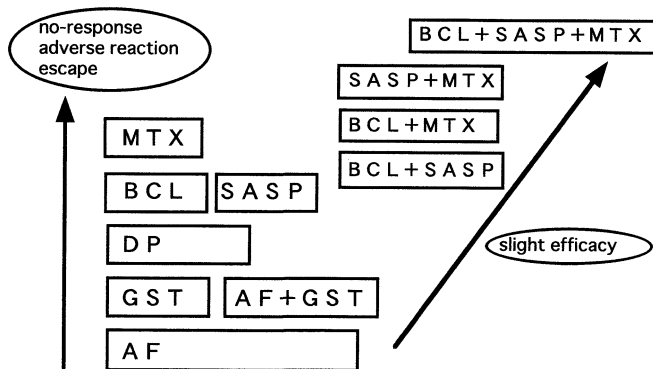 no-response
adverse reaction
escape
BCL+SASP+MTX
SASP+MTX
BCL+MTX
BCL+SASP
MTX
BCL SASP
DP
slight efficacy
GST AF+GST
AF